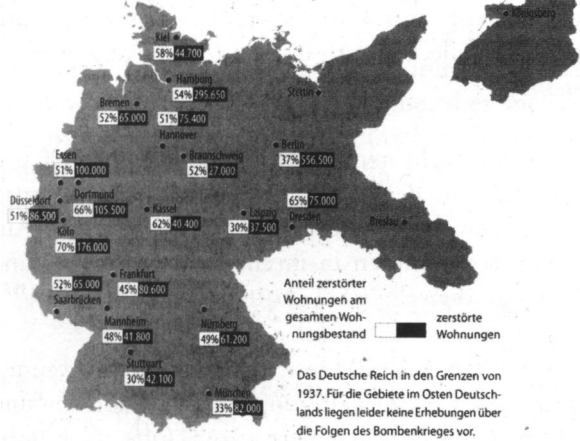 Königsberg
Kiel
58% 44.700
Hamburg
54% 295.650
Stettin
Bremen
52% 65.000
51% 75.400
Hannover
Berlin
37% 556.500
Braunschweig
52% 27.000
Essen
51% 100.000
Dortmund
66% 105.500
Düsseldorf
51% 86.500
Köln
70% 176.000
Kassel
62% 40.400
Leipzig
30% 37.500
65% 75.000
Dresden
Breslau
52% 65.000
Saarbrücken
Frankfurt
45% 80.600
Mannheim
48% 41.800
Nürnberg
49% 61.200
Stuttgart
30% 42.100
München
33% 82.000
Anteil zerstörter
Wohnungen am
gesamten Woh-
nungsbestand
zerstörte
Wohnungen
Das Deutsche Reich in den Grenzen von
1937. Für die Gebiete im Osten Deutsch-
lands liegen leider keine Erhebungen über
die Folgen des Bombenkrieges vor.